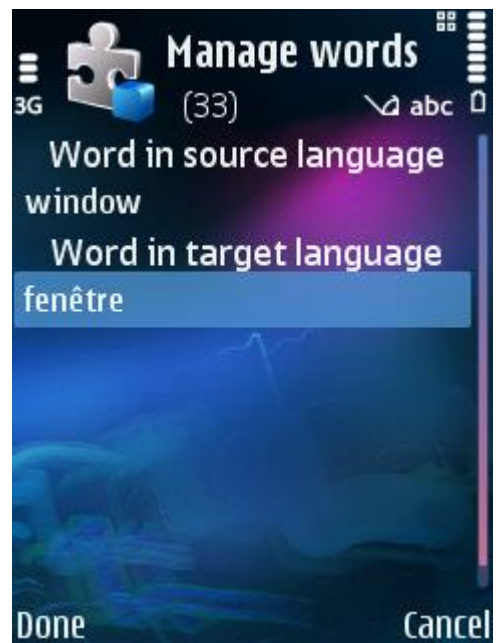 Manage words
3G
(33)
abc
Word in source language
window
Word in target language
fenêtre
Done
Cancel